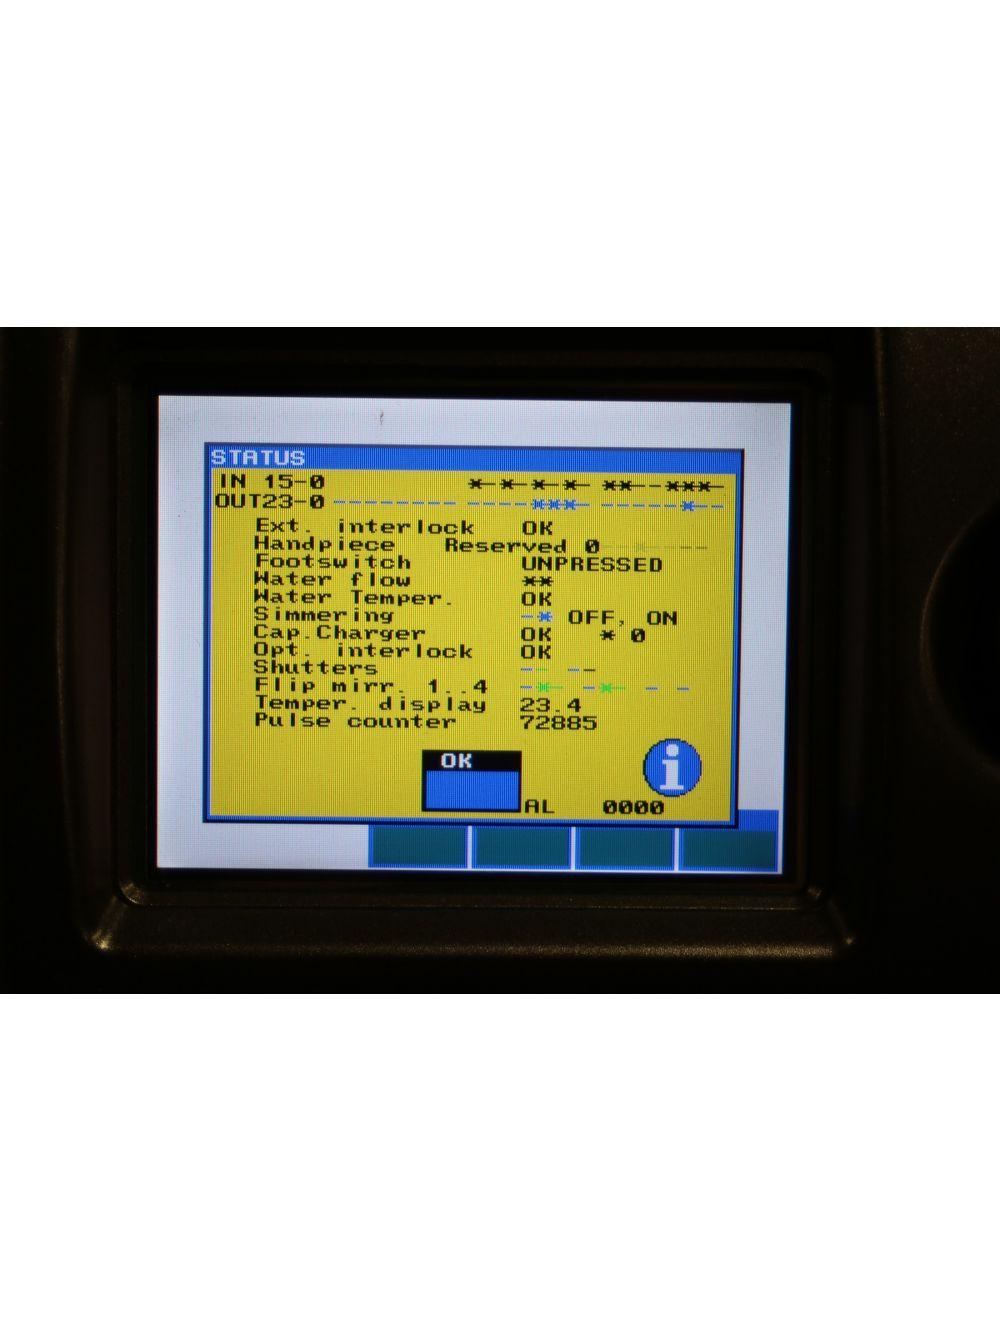 STATUS
IN 15-0 *-*-*-*- **--***-
OUT23-0 -------- ----***- -----*--
Ext. interlock OK
Handpiece Reserved 0 --*- --
Footswitch UNPRESSED
Water flow **
Water Temper. OK
Simmering -* OFF, ON
Cap.Charger OK * 0
Opt. interlock OK
Shutters -- --
Flip mirr. 1..4 -*- -*- - -
Temper. display 23.4
Pulse counter 72885
OK
i
AL 0000